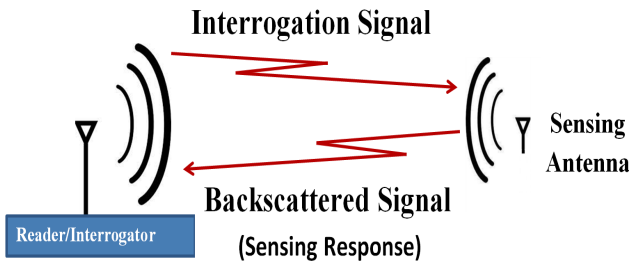 Interrogation Signal
Sensing
Antenna
Backscattered Signal
(Sensing Response)
Reader/Interrogator